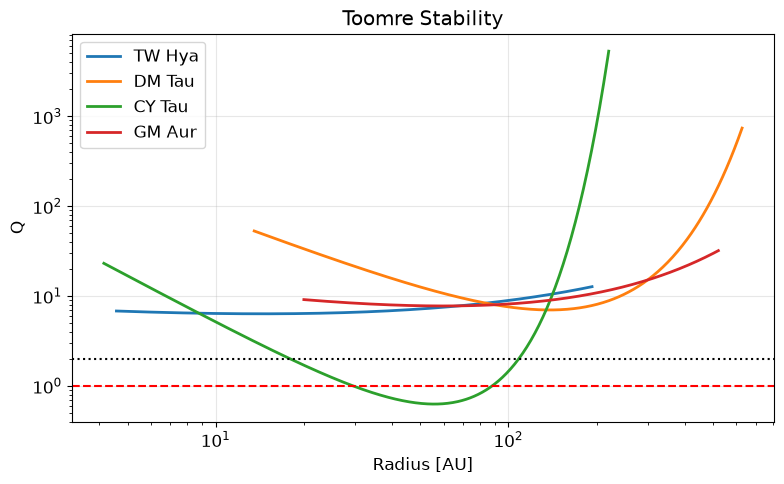 Toomre Stability
TW Hya
DM Tau
CY Tau
GM Aur
Q
10³
10²
10¹
10⁰
10¹
10²
Radius [AU]